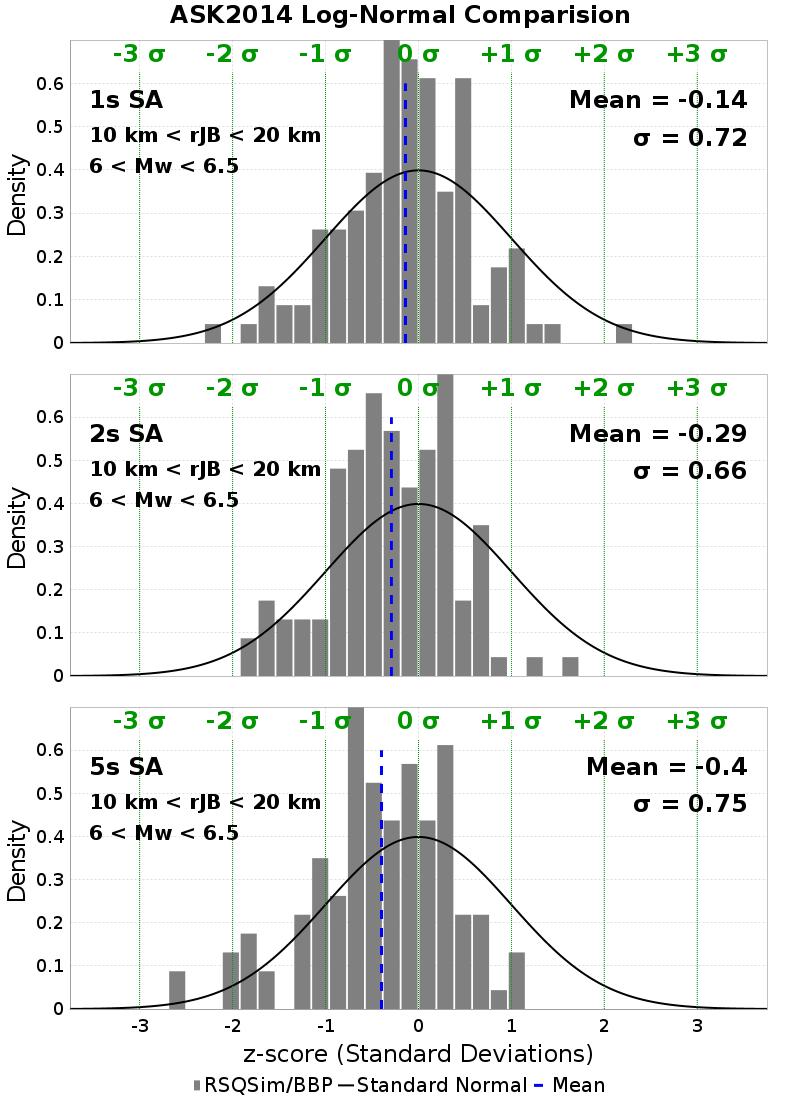 ASK2014 Log-Normal Comparision
-3 σ -2 σ -1 σ 0 σ +1 σ +2 σ +3 σ
1s SA
10 km < rJB < 20 km
6 < Mw < 6.5
Mean = -0.14
σ = 0.72
Density
0.6
0.5
0.4
0.3
0.2
0.1
0
-3 σ -2 σ -1 σ 0 σ +1 σ +2 σ +3 σ
2s SA
10 km < rJB < 20 km
6 < Mw < 6.5
Mean = -0.29
σ = 0.66
Density
0.6
0.5
0.4
0.3
0.2
0.1
0
-3 σ -2 σ -1 σ 0 σ +1 σ +2 σ +3 σ
5s SA
10 km < rJB < 20 km
6 < Mw < 6.5
Mean = -0.4
σ = 0.75
Density
0.6
0.5
0.4
0.3
0.2
0.1
0
-3 -2 -1 0 1 2 3
z-score (Standard Deviations)
RSQSim/BBP Standard Normal Mean